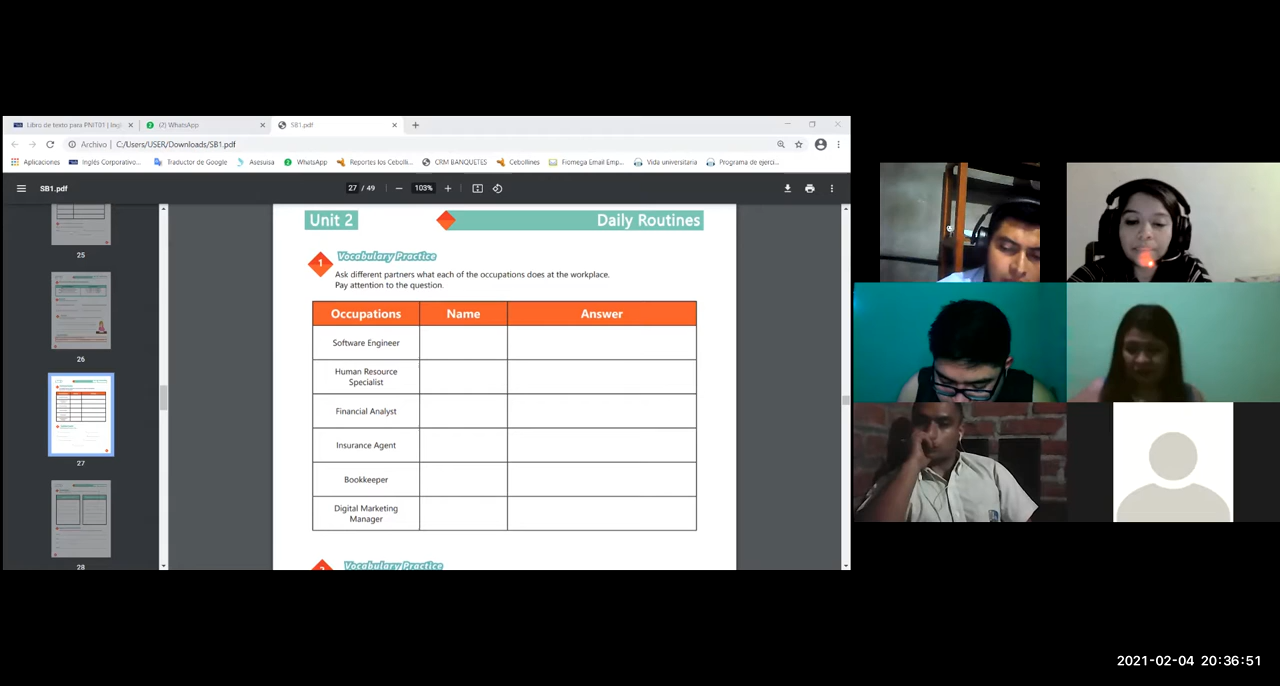 Libro de texto para PNIT01 | Ingl
(2) WhatsApp
SB1.pdf
Archivo | C:/Users/USER/Downloads/SB1.pdf
Aplicaciones
Inglés Corporativo...
Traductor de Google
Asesuisa
WhatsApp
Reportes los Cebolli...
CRM BANQUETES
Cebollines
Fiomega Email Emp...
Vida universitaria
Programa de ejerci...
SB1.pdf
27 / 49
103%
25
26
27
28
Unit 2
Daily Routines
1
Vocabulary Practice
Ask different partners what each of the occupations does at the workplace.
Pay attention to the question.
Occupations Name Answer
Software Engineer
Human Resource
Specialist
Financial Analyst
Insurance Agent
Bookkeeper
Digital Marketing
Manager
Vocabulary Practice
2021-02-04 20:36:51